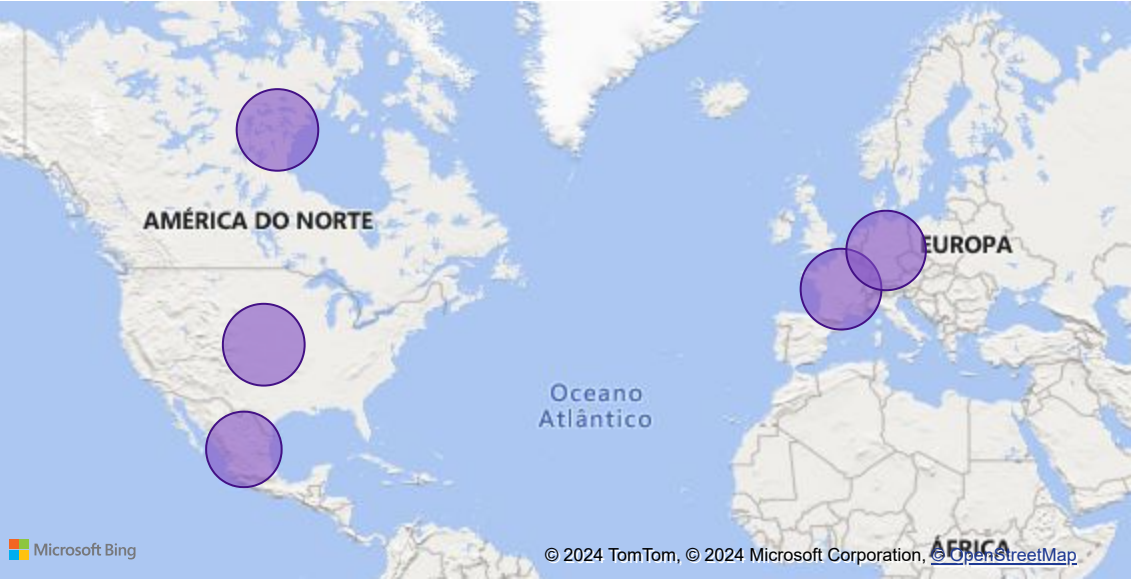 AMÉRICA DO NORTE
EUROPA
Oceano
Atlântico
ÁFRICA
Microsoft Bing
© 2024 TomTom, © 2024 Microsoft Corporation, © OpenStreetMap